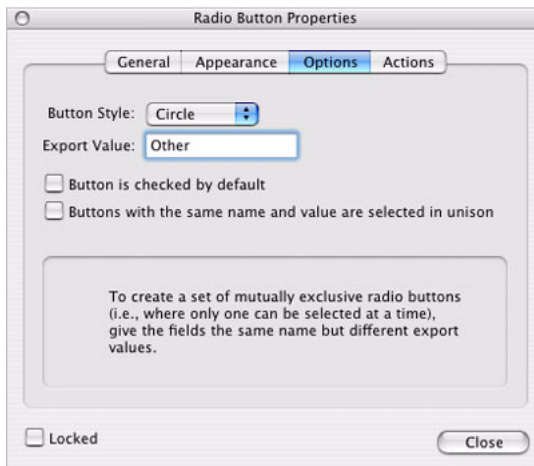 Radio Button Properties
General Appearance Options Actions
Button Style: Circle
Export Value: Other
Button is checked by default
Buttons with the same name and value are selected in unison
To create a set of mutually exclusive radio buttons
(i.e., where only one can be selected at a time),
give the fields the same name but different export
values.
Locked
Close